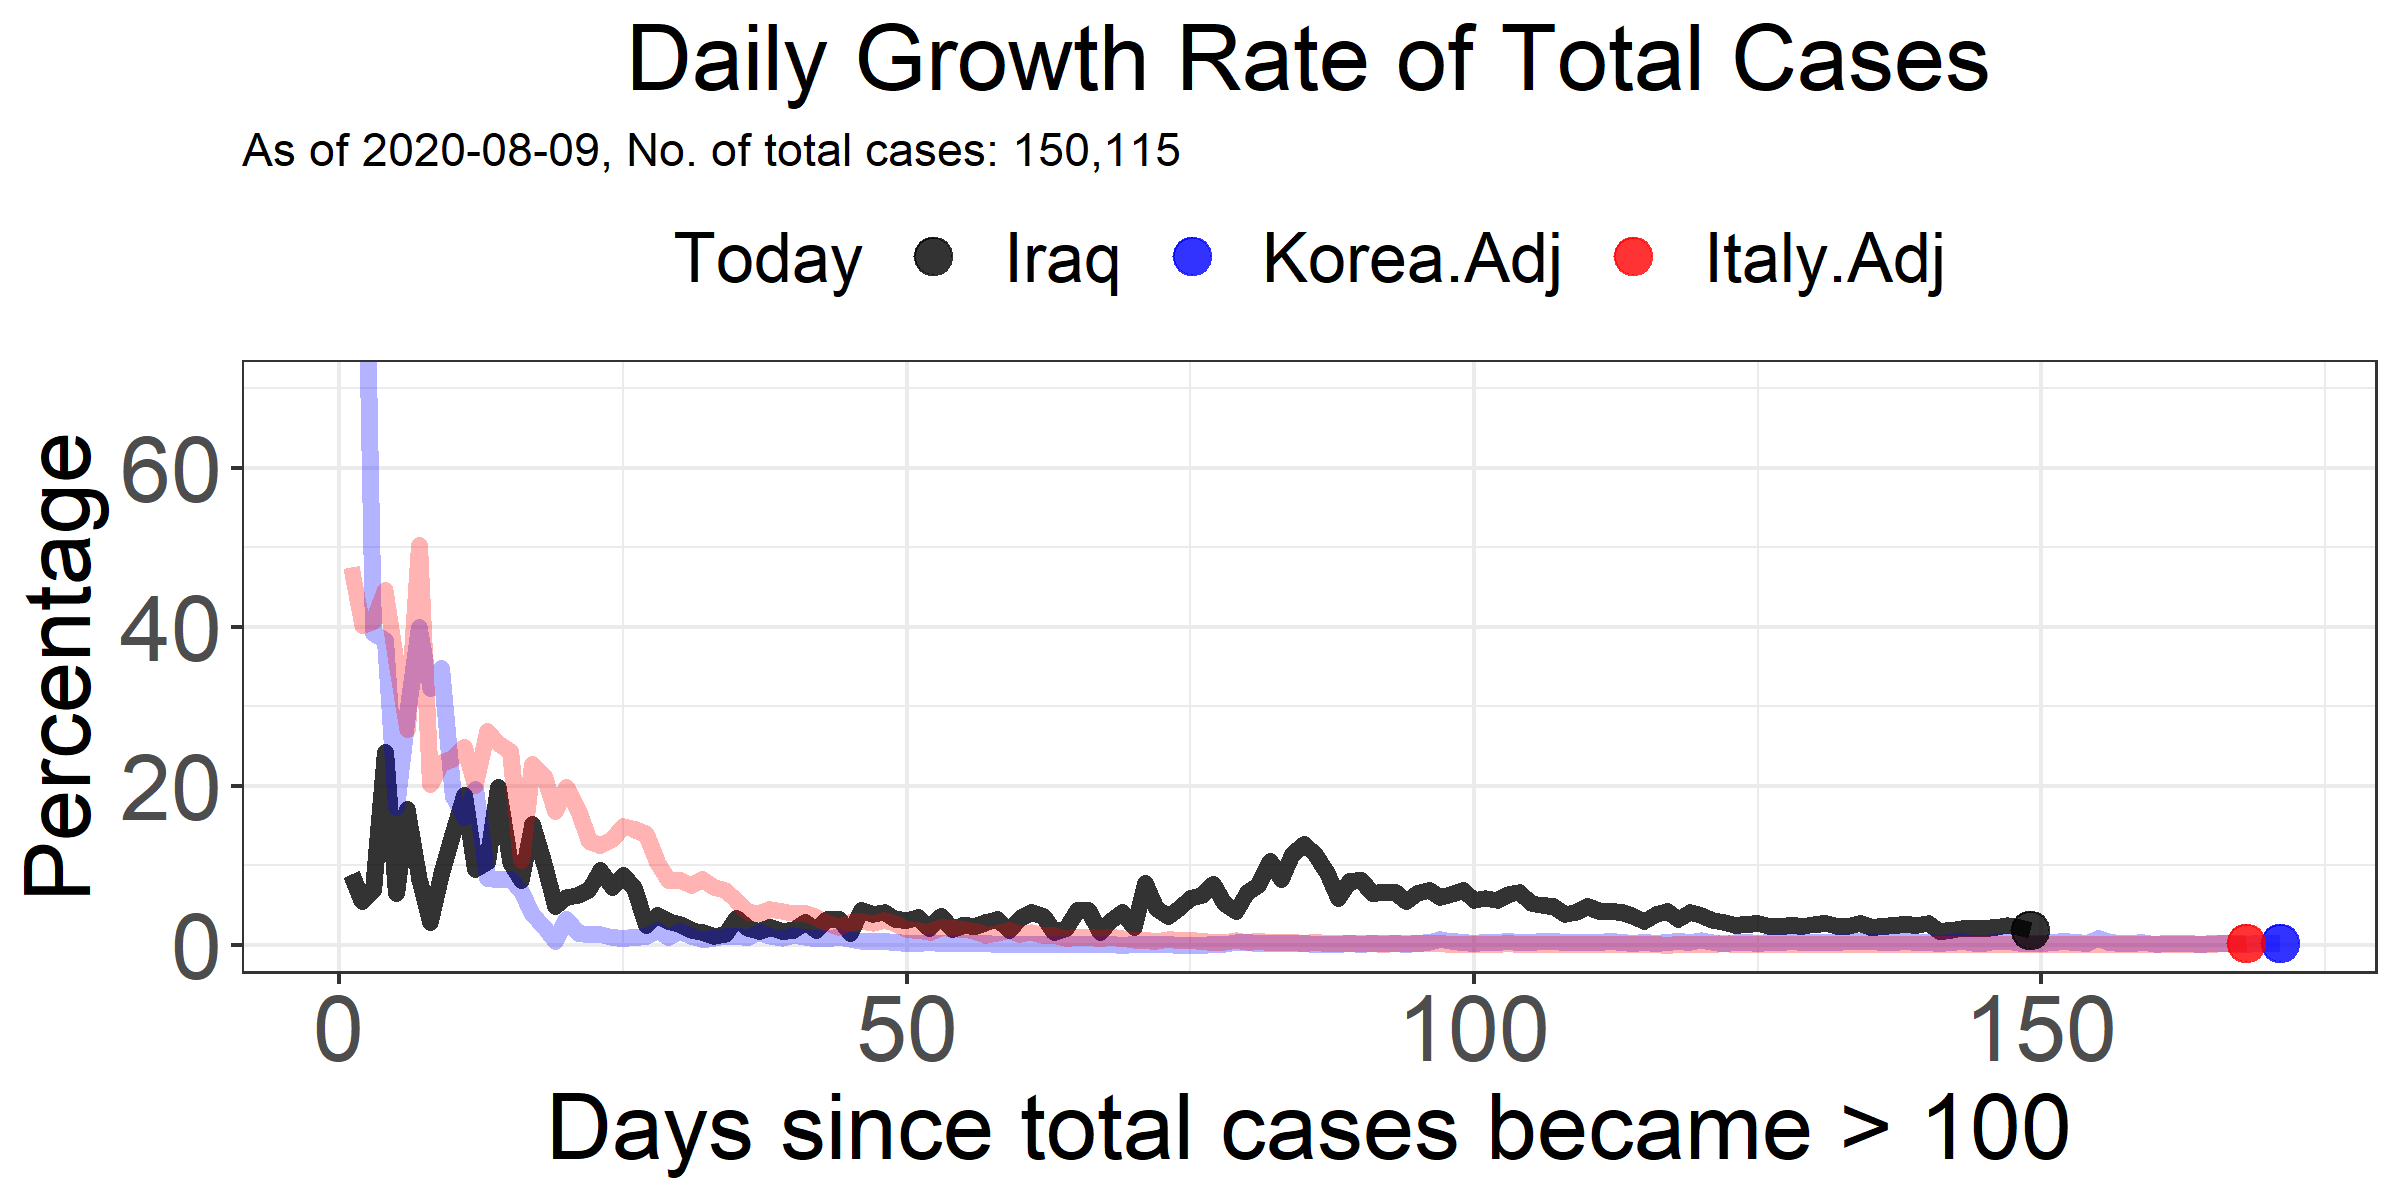 Daily Growth Rate of Total Cases
As of 2020-08-09, No. of total cases: 150,115
Today Iraq Korea.Adj Italy.Adj
Percentage
60
40
20
0
0 50 100 150
Days since total cases became > 100